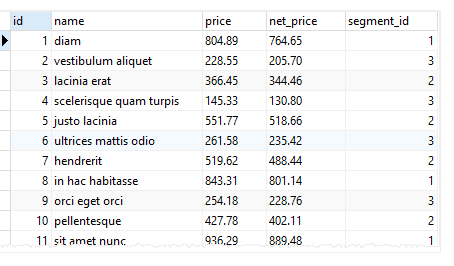 id name price net_price segment_id
1 diam 804.89 764.65 1
2 vestibulum aliquet 228.55 205.70 3
3 lacinia erat 366.45 344.46 2
4 scelerisque quam turpis 145.33 130.80 3
5 justo lacinia 551.77 518.66 2
6 ultrices mattis odio 261.58 235.42 3
7 hendrerit 519.62 488.44 2
8 in hac habitasse 843.31 801.14 1
9 orci eget orci 254.18 228.76 3
10 pellentesque 427.78 402.11 2
11 sit amet nunc 936.29 889.48 1